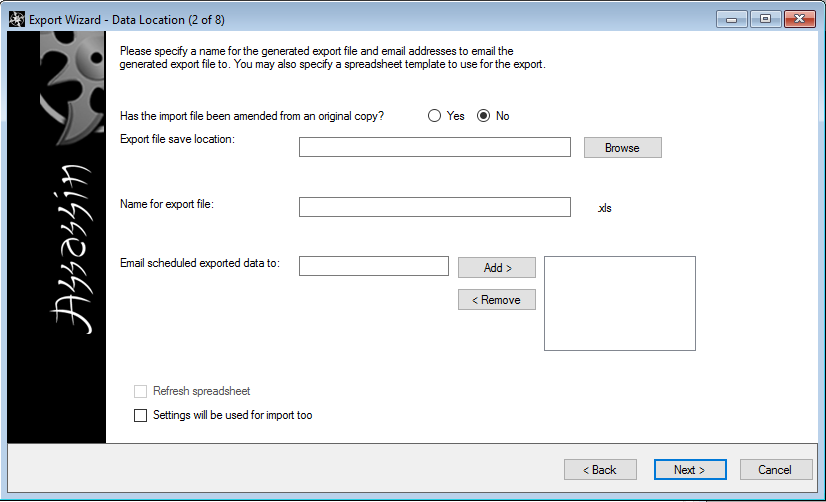 Export Wizard - Data Location (2 of 8)
Please specify a name for the generated export file and email addresses to email the
generated export file to. You may also specify a spreadsheet template to use for the export.
Has the import file been amended from an original copy? Yes No
Export file save location: Browse
Name for export file: .xls
Email scheduled exported data to: Add >
< Remove
Assassin
Refresh spreadsheet
Settings will be used for import too
< Back Next > Cancel